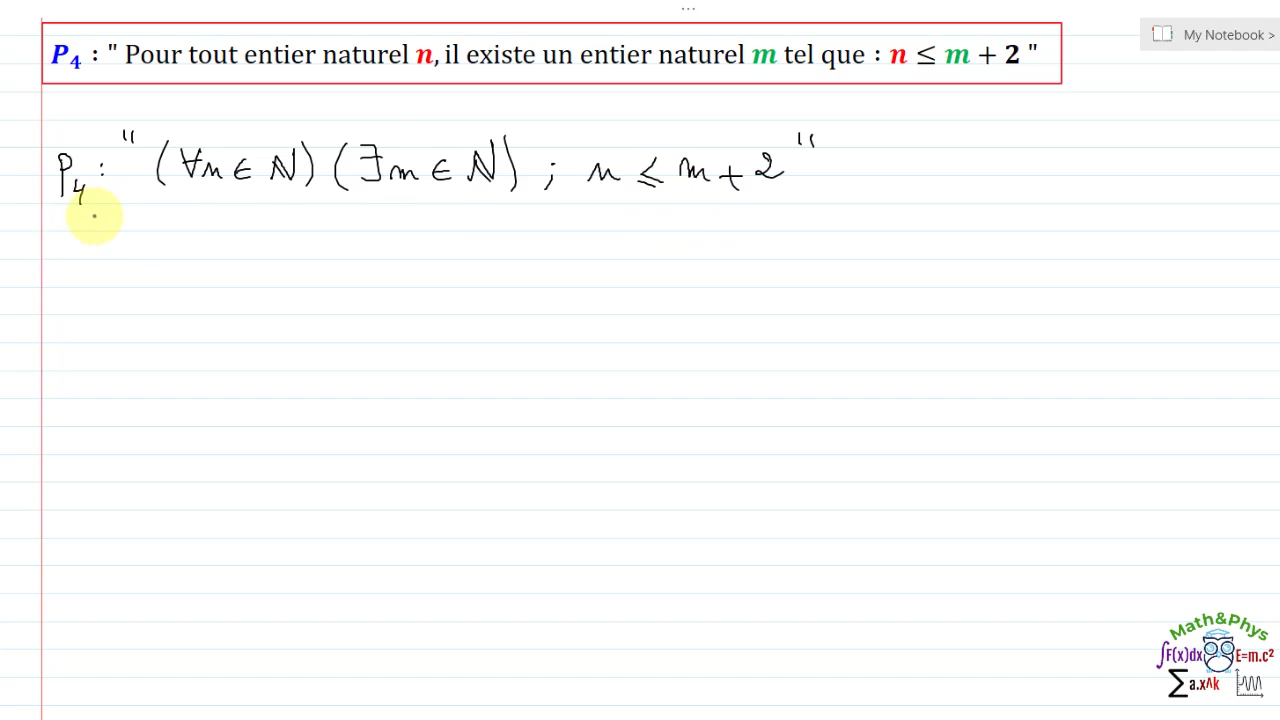 ...
My Notebook >
P₄ : " Pour tout entier naturel n, il existe un entier naturel m tel que : n ≤ m + 2 "
P₄ : " (∀n ∈ ℕ) (∃m ∈ ℕ) ; n ≤ m + 2 "
Math&Phys
∫F(x)dx E=m.c²
∑ a.x^k